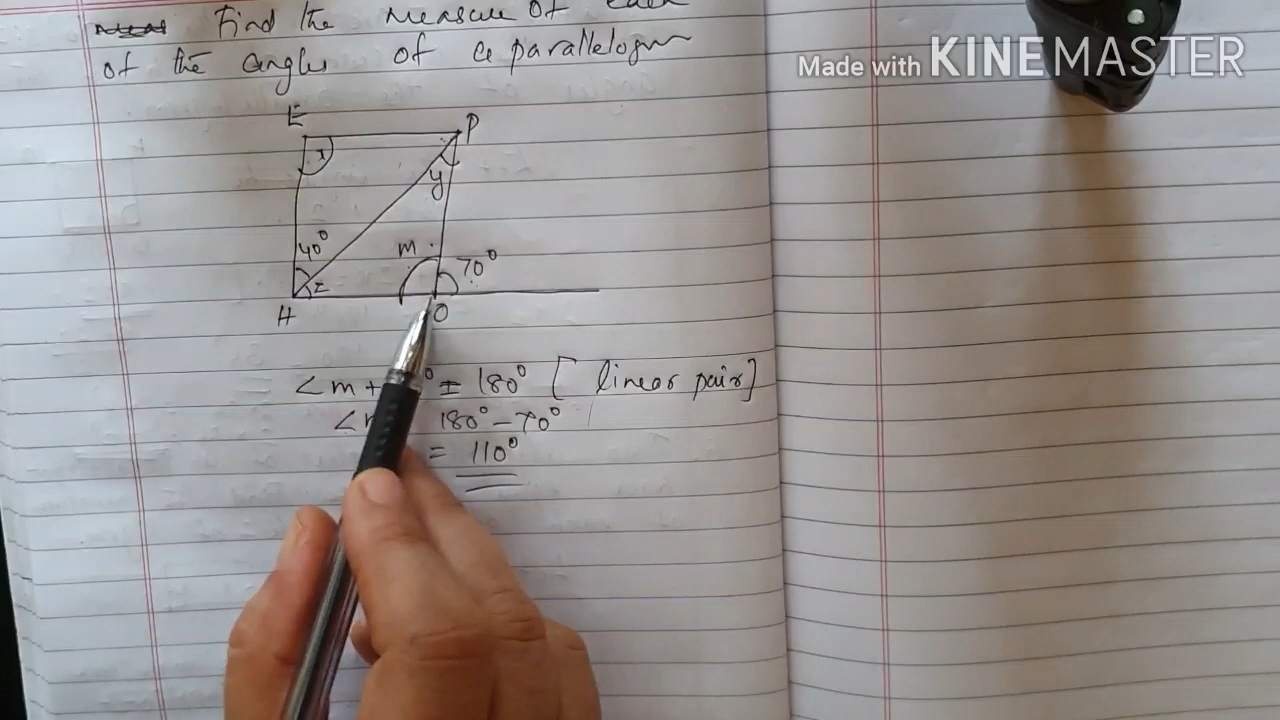 Find the measure of each
of the angles of a parallelogram
Made with KINEMASTER
E
P
x
y
40°
m
70°
z
H
O
<m + 0° = 180° [linear pair]
< 180° - 70°
= 110°